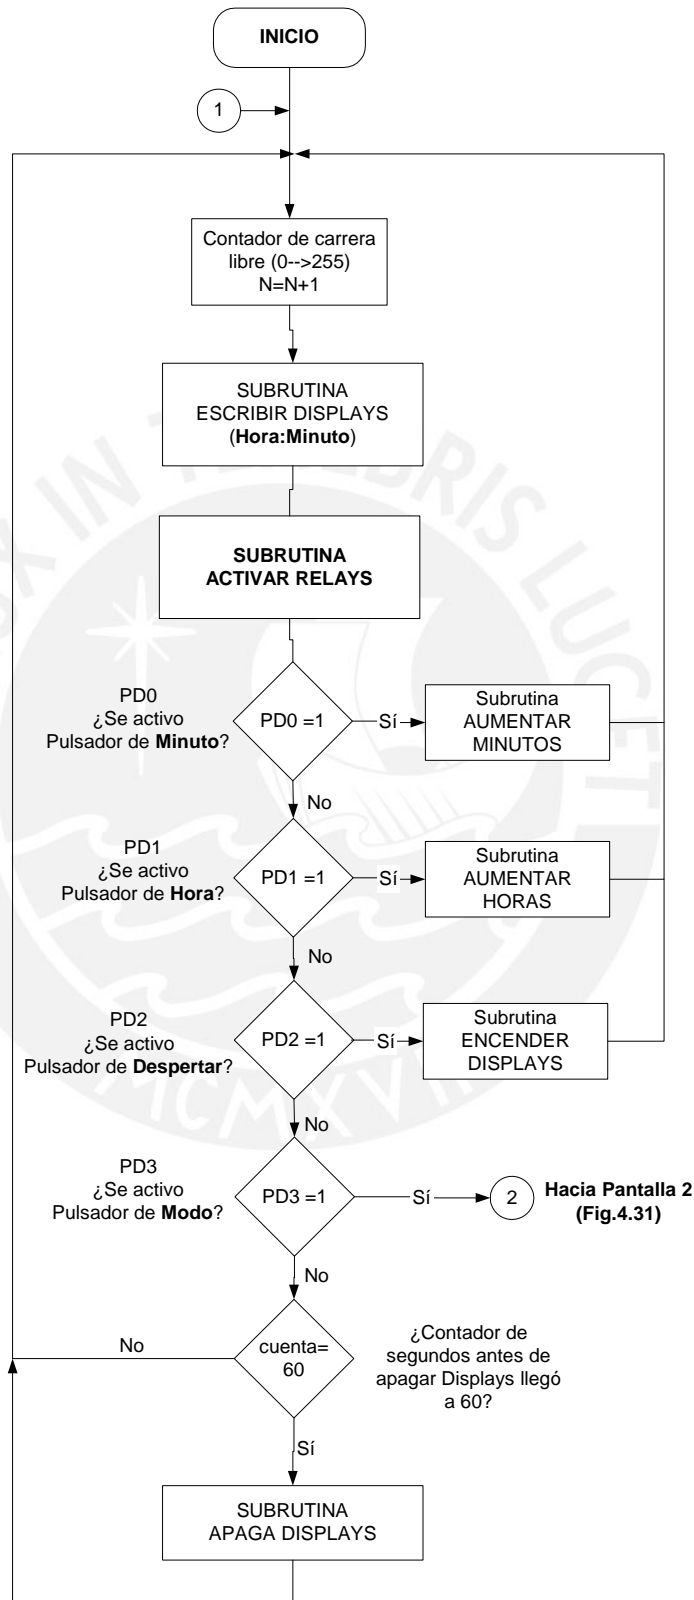 INICIO
1
Contador de carrera
libre (0-->255)
N=N+1
SUBRUTINA
ESCRIBIR DISPLAYS
(Hora:Minuto)
SUBRUTINA
ACTIVAR RELAYS
PD0
¿Se activo
Pulsador de Minuto?
PD0 =1
Sí
Subrutina
AUMENTAR
MINUTOS
No
PD1
¿Se activo
Pulsador de Hora?
PD1 =1
Sí
Subrutina
AUMENTAR
HORAS
No
PD2
¿Se activo
Pulsador de Despertar?
PD2 =1
Sí
Subrutina
ENCENDER
DISPLAYS
No
PD3
¿Se activo
Pulsador de Modo?
PD3 =1
Sí
2
Hacia Pantalla 2
(Fig.4.31)
No
cuenta=
60
No
¿Contador de
segundos antes de
apagar Displays llegó
a 60?
Sí
SUBRUTINA
APAGA DISPLAYS
IN TENEBRIS LUCET